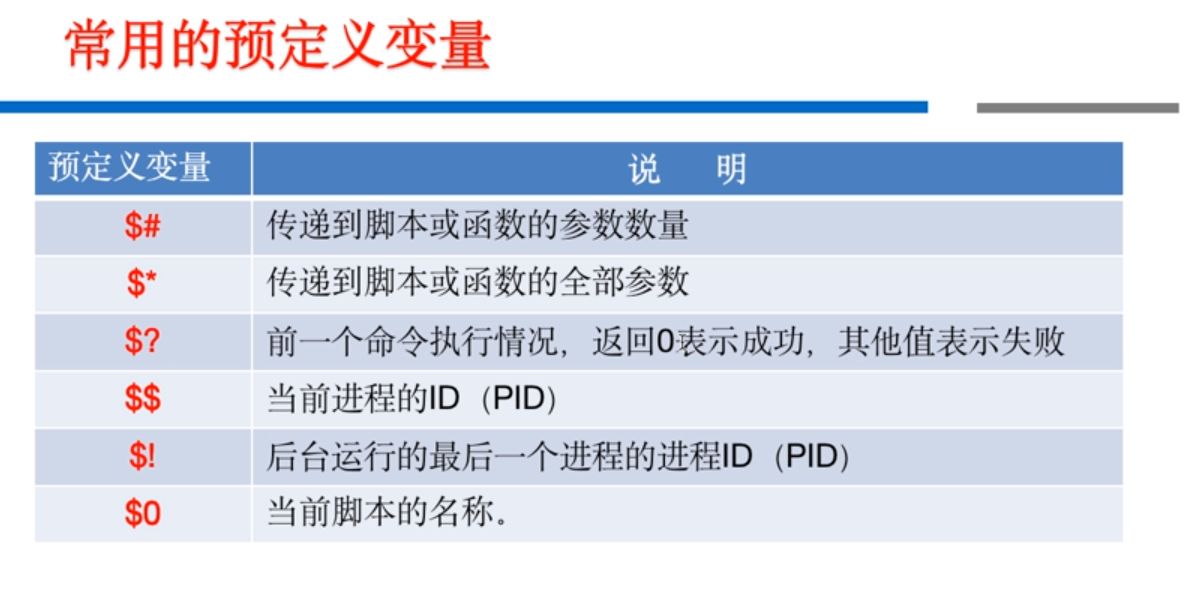 常用的预定义变量
预定义变量 说 明
$# 传递到脚本或函数的参数数量
$* 传递到脚本或函数的全部参数
$? 前一个命令执行情况，返回0表示成功，其他值表示失败
$$ 当前进程的ID（PID）
$! 后台运行的最后一个进程的进程ID（PID）
$0 当前脚本的名称。